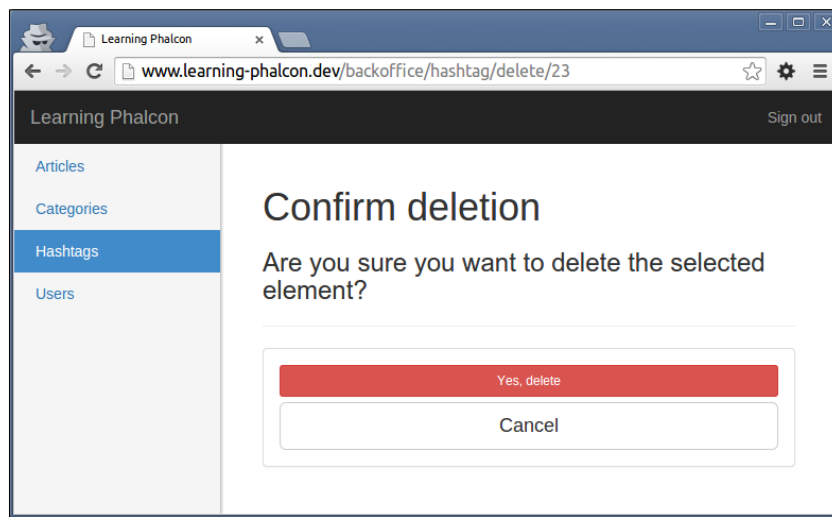 Learning Phalcon
www.learning-phalcon.dev/backoffice/hashtag/delete/23
Learning Phalcon
Sign out
Articles
Categories
Hashtags
Users
Confirm deletion
Are you sure you want to delete the selected
element?
Yes, delete
Cancel